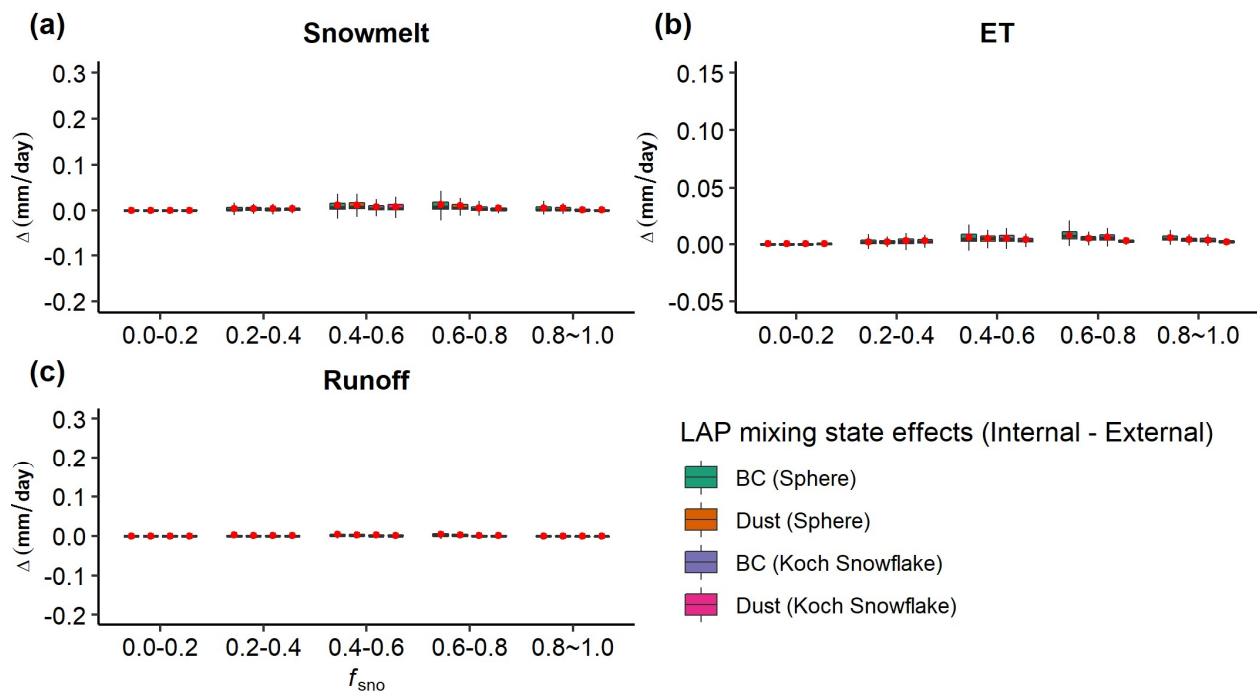 (a)
Snowmelt
Δ (mm/day)
0.3
0.2
0.1
0.0
-0.1
-0.2
0.0-0.2 0.2-0.4 0.4-0.6 0.6-0.8 0.8~1.0
(b)
ET
Δ (mm/day)
0.15
0.10
0.05
0.00
-0.05
0.0-0.2 0.2-0.4 0.4-0.6 0.6-0.8 0.8~1.0
(c)
Runoff
Δ (mm/day)
0.3
0.2
0.1
0.0
-0.1
-0.2
0.0-0.2 0.2-0.4 0.4-0.6 0.6-0.8 0.8~1.0
fsno
LAP mixing state effects (Internal - External)
BC (Sphere)
Dust (Sphere)
BC (Koch Snowflake)
Dust (Koch Snowflake)